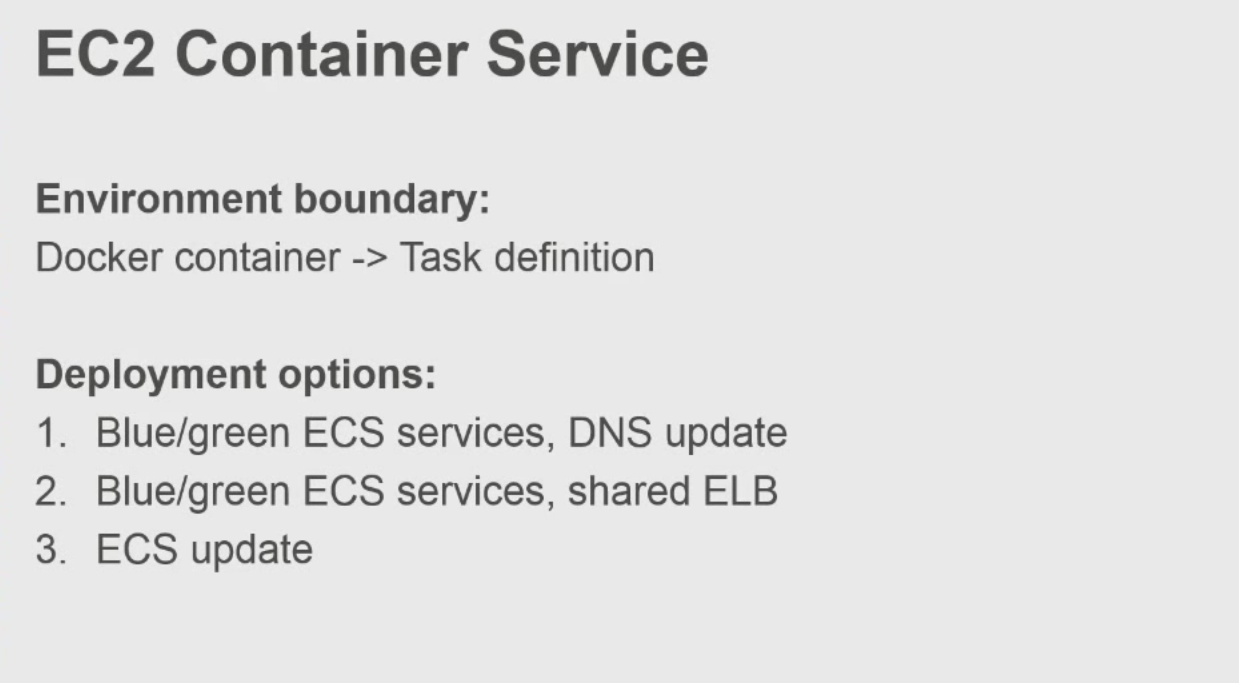 EC2 Container Service
Environment boundary:
Docker container -> Task definition
Deployment options:
1. Blue/green ECS services, DNS update
2. Blue/green ECS services, shared ELB
3. ECS update